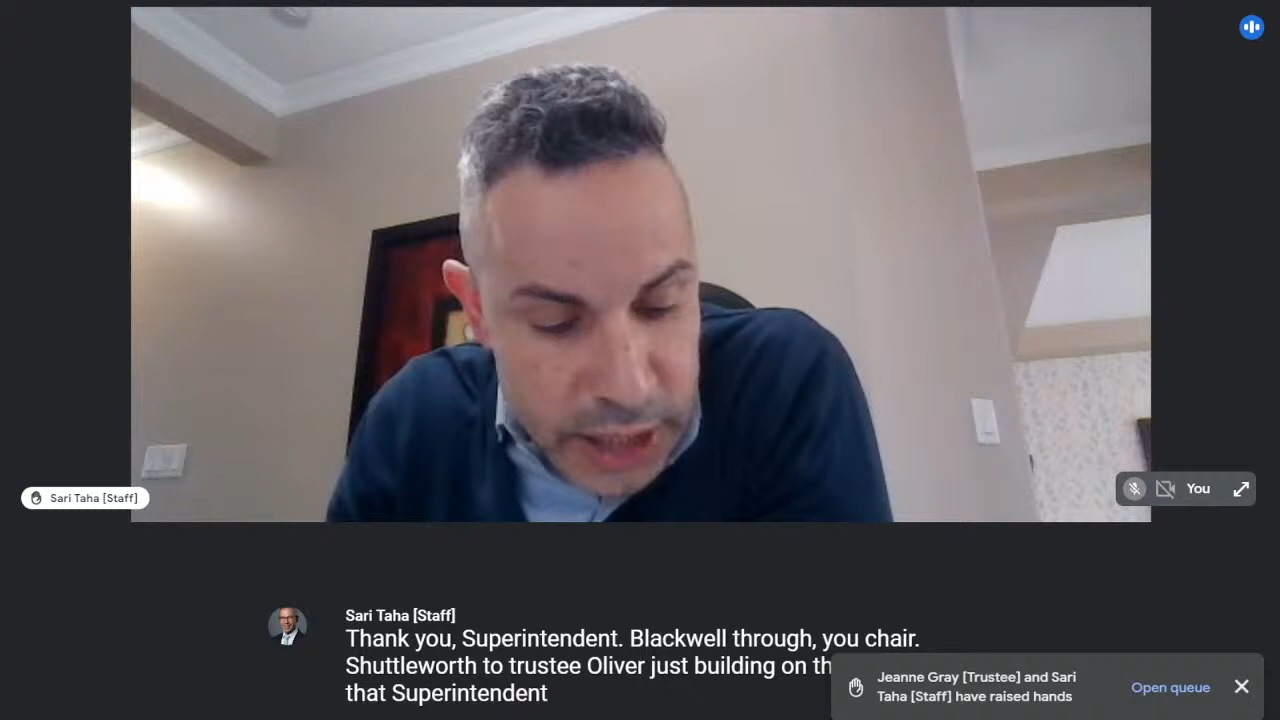 Sari Taha [Staff]
You
Sari Taha [Staff]
Thank you, Superintendent. Blackwell through, you chair.
Shuttleworth to trustee Oliver just building on
that Superintendent
Jeanne Gray [Trustee] and Sari
Taha [Staff] have raised hands
Open queue